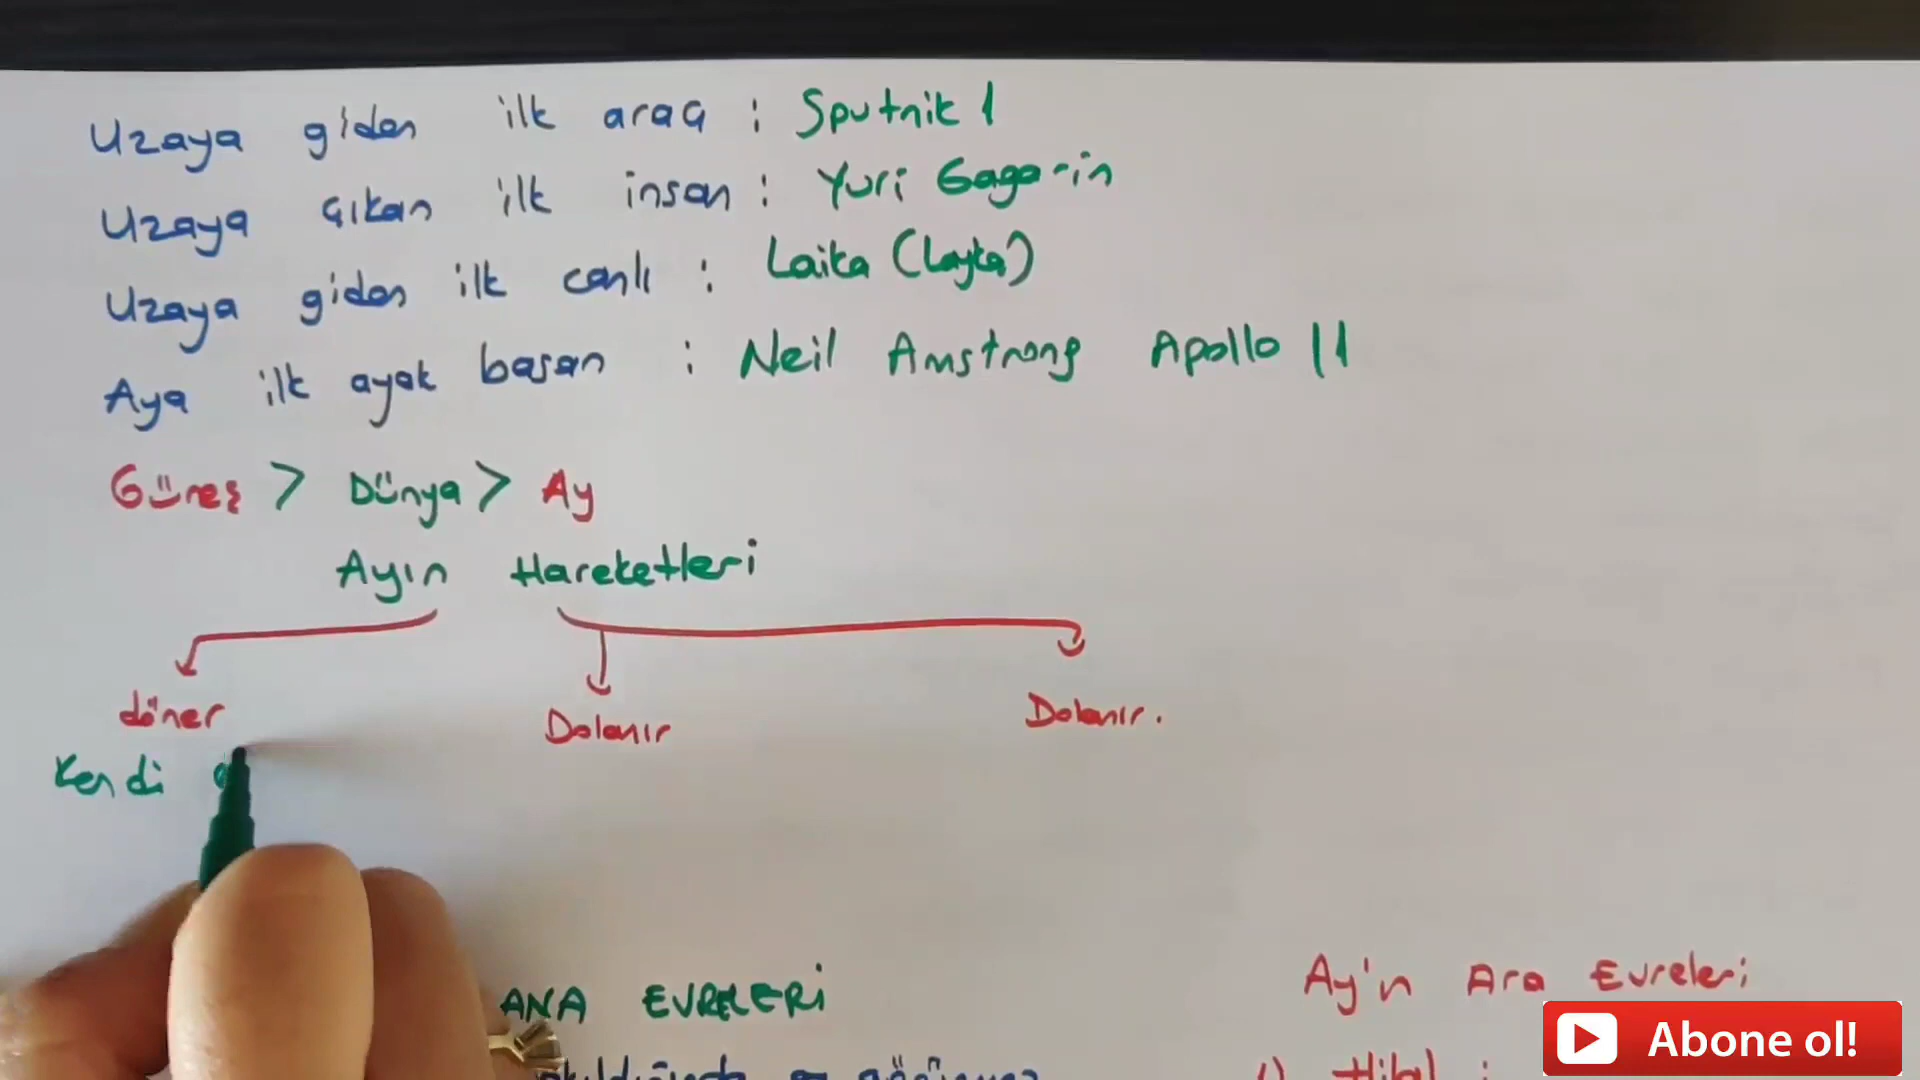 Uzaya giden ilk araç : Sputnik 1
Uzaya çıkan ilk insan : Yuri Gagarin
Uzaya giden ilk canlı : Laika (Layka)
Aya ilk ayak basan : Neil Amstrong Apollo 11
Güneş > Dünya > Ay
Ayın Hareketleri
döner Dolanır Dolanır.
Kendi
ANA EVRELERİ
Ay'ın Ara Evreleri
1) Hilal :
Abone ol!